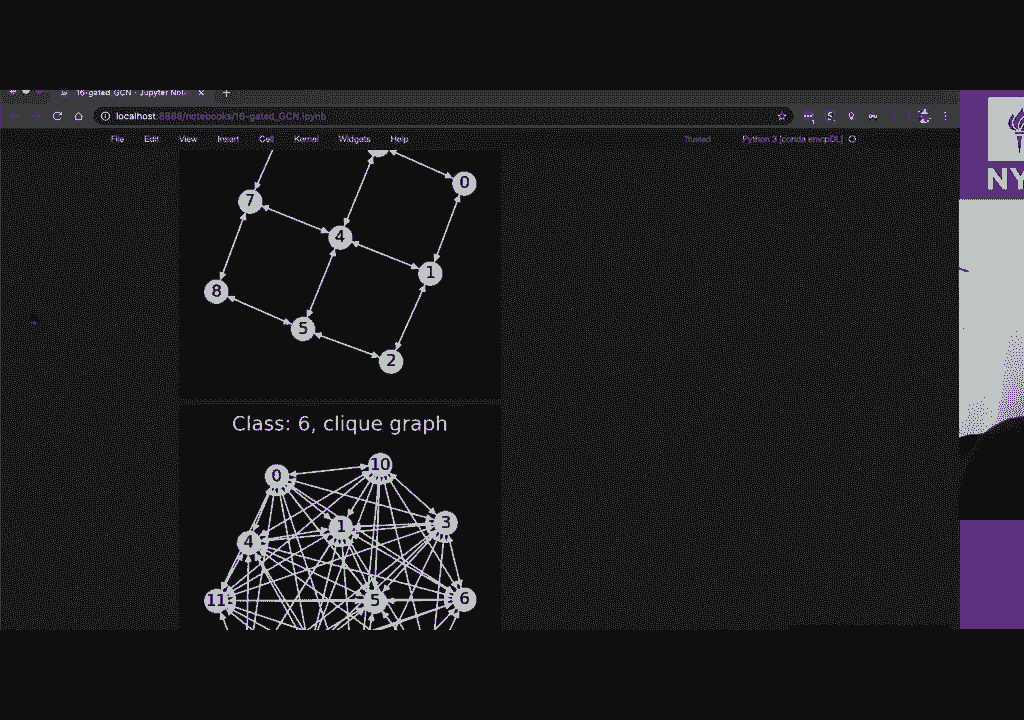 16-gated_GCN - Jupyter Not
localhost:8888/notebooks/16-gated_GCN.ipynb
File Edit View Insert Cell Kernel Widgets Help Trusted Python 3 [conda env:pDL]
NY
0
7
4
1
8
5
2
Class: 6, clique graph
0 10
1 3
4
11 5 6